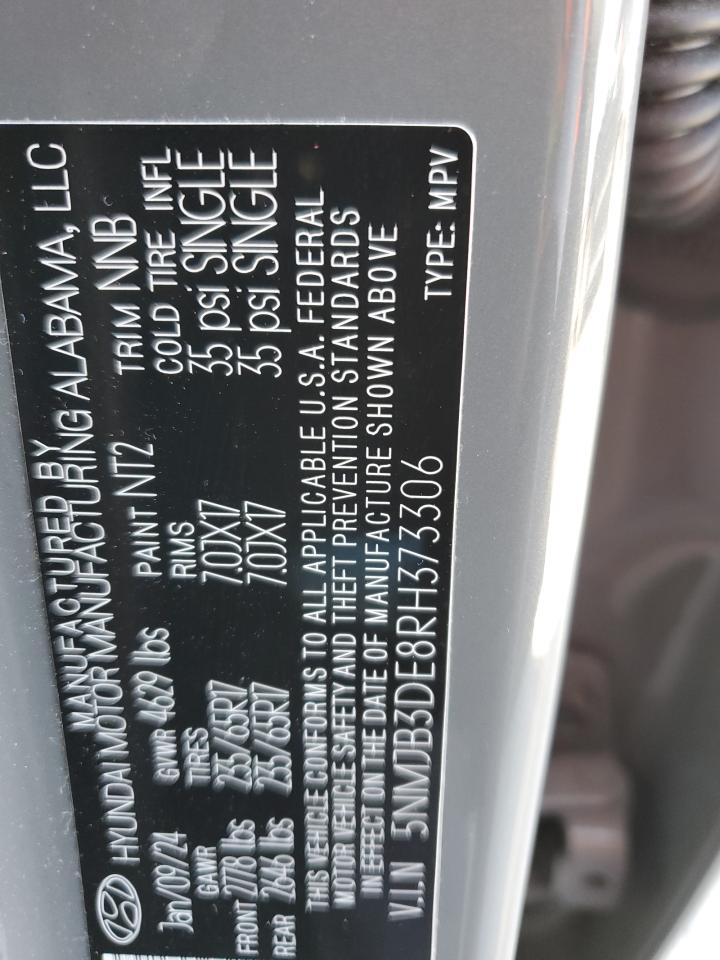 MANUFACTURED BY
HYUNDAI MOTOR MANUFACTURING ALABAMA, LLC
Jan/09/24 GVWR 4629 lbs PAINT NT2 TRIM NNB
GAWR TIRES RIMS COLD TIRE INFL
FRONT 2778 lbs 235/65R17 7.0JX17 35 psi SINGLE
REAR 2646 lbs 235/65R17 7.0JX17 35 psi SINGLE
THIS VEHICLE CONFORMS TO ALL APPLICABLE U.S.A. FEDERAL
MOTOR VEHICLE SAFETY AND THEFT PREVENTION STANDARDS
IN EFFECT ON THE DATE OF MANUFACTURE SHOWN ABOVE
V.I.N 5NMJB3DE8RH373306
TYPE: MPV